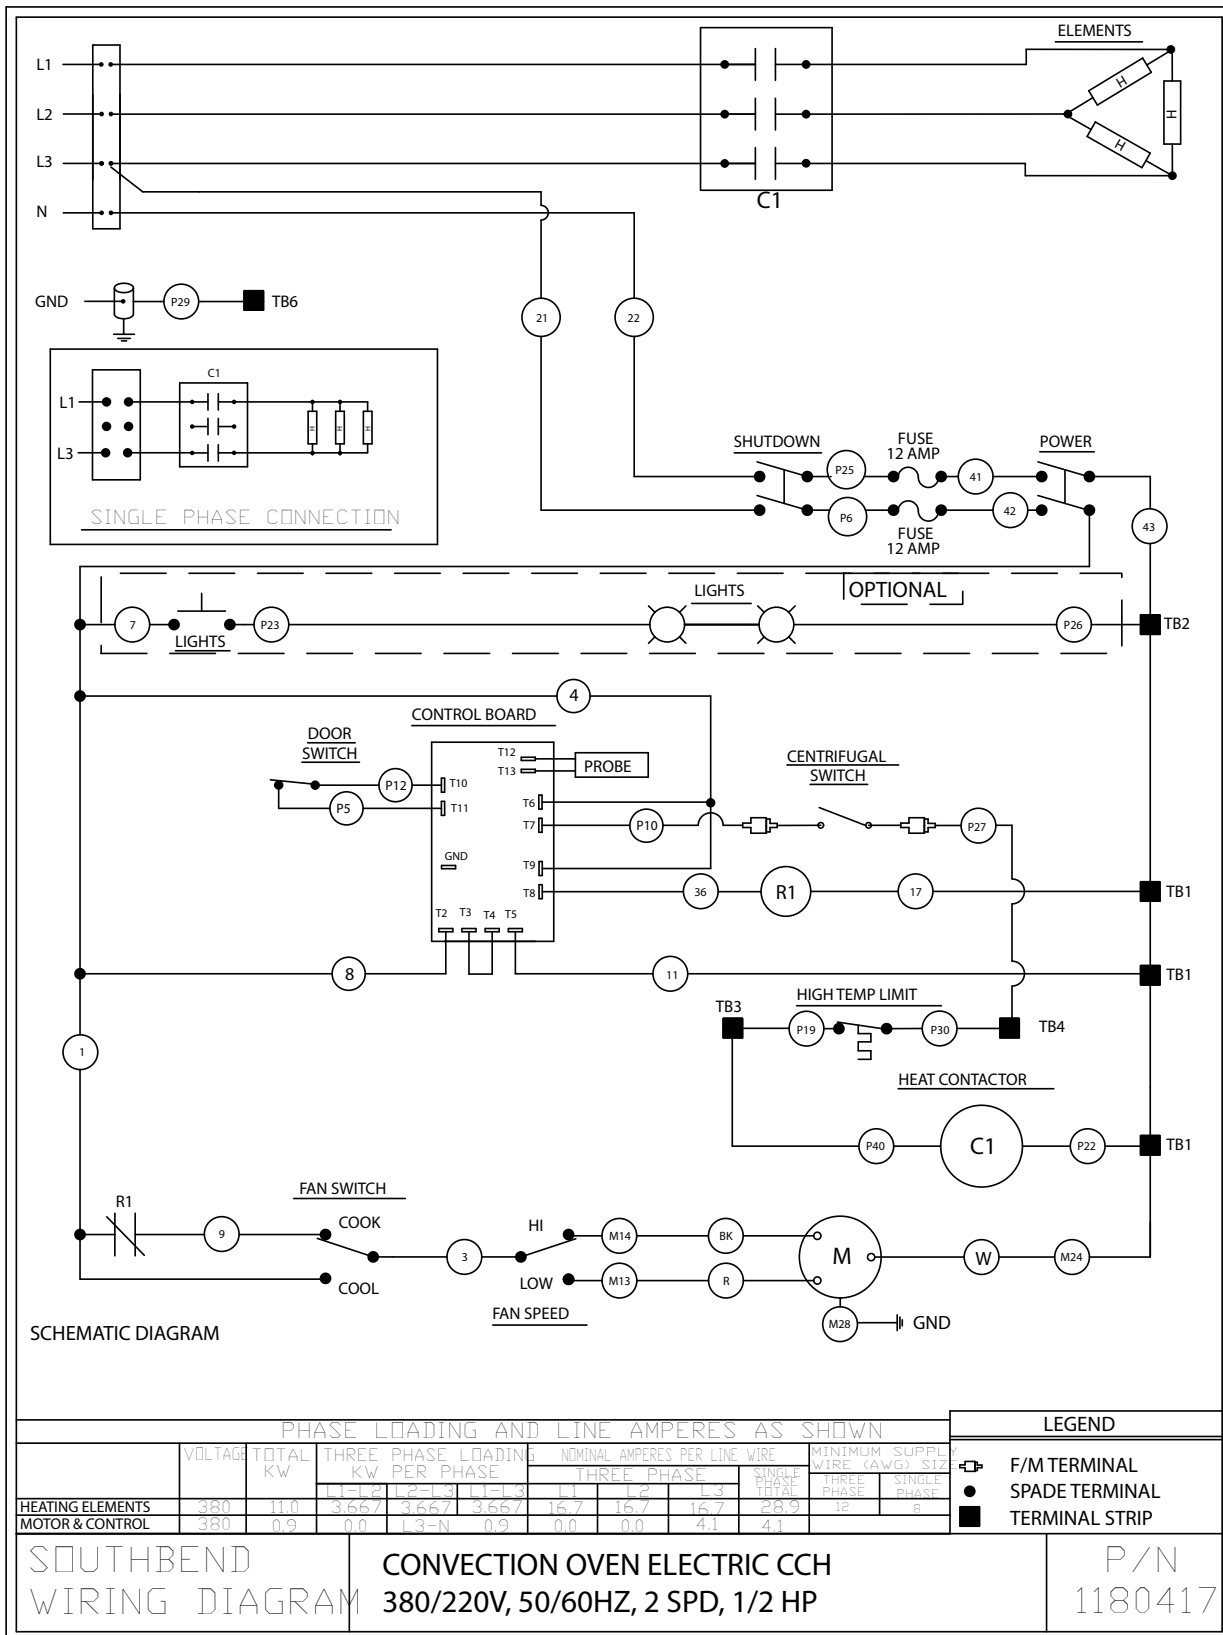 ELEMENTS
L1
L2
L3
N
H
H
H
C1
GND
P29
TB6
21
22
C1
L1
L3
H
H
H
SINGLE PHASE CONNECTION
SHUTDOWN
FUSE
12 AMP
POWER
P25
41
P6
42
FUSE
12 AMP
43
LIGHTS
OPTIONAL
7
P23
P26
TB2
LIGHTS
4
CONTROL BOARD
DOOR
SWITCH
T12
T13
PROBE
CENTRIFUGAL
SWITCH
P12
T10
P5
T11
T6
T7
P10
P27
GND
T9
T8
36
R1
17
TB1
T2
T3
T4
T5
8
11
TB1
HIGH TEMP LIMIT
TB3
P19
P30
TB4
1
HEAT CONTACTOR
P40
C1
P22
TB1
FAN SWITCH
R1
9
COOK
HI
M14
BK
3
M
W
M24
COOL
LOW
M13
R
FAN SPEED
M28
GND
SCHEMATIC DIAGRAM
PHASE LOADING AND LINE AMPERES AS SHOWN
LEGEND
VOLTAGE
TOTAL
KW
THREE PHASE LOADING
KW PER PHASE
NOMINAL AMPERES PER LINE WIRE
MINIMUM SUPPLY
WIRE (AWG) SIZE
THREE PHASE
SINGLE
PHASE
TOTAL
THREE
PHASE
SINGLE
PHASE
L1-L2 L2-L3 L1-L3 L1 L2 L3
HEATING ELEMENTS 380 11.0 3.667 3.667 3.667 16.7 16.7 16.7 28.9 12 8
MOTOR & CONTROL 380 0.9 0.0 L3-N 0.9 0.0 0.0 4.1 4.1
F/M TERMINAL
SPADE TERMINAL
TERMINAL STRIP
SOUTHBEND
WIRING DIAGRAM
CONVECTION OVEN ELECTRIC CCH
380/220V, 50/60HZ, 2 SPD, 1/2 HP
P/N
1180417